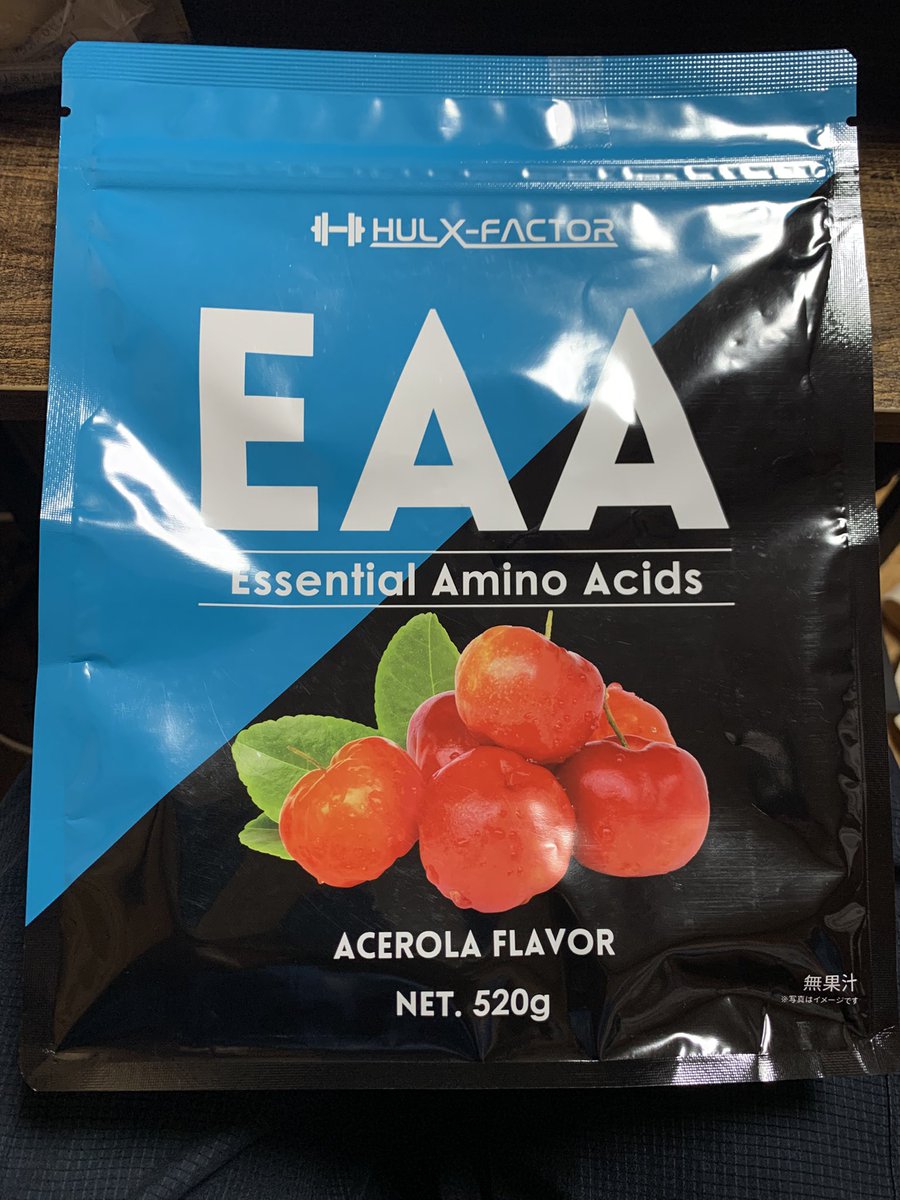 HULX-FACTOR
EAA
Essential Amino Acids
ACEROLA FLAVOR
NET. 520g
無果汁
※写真はイメージです